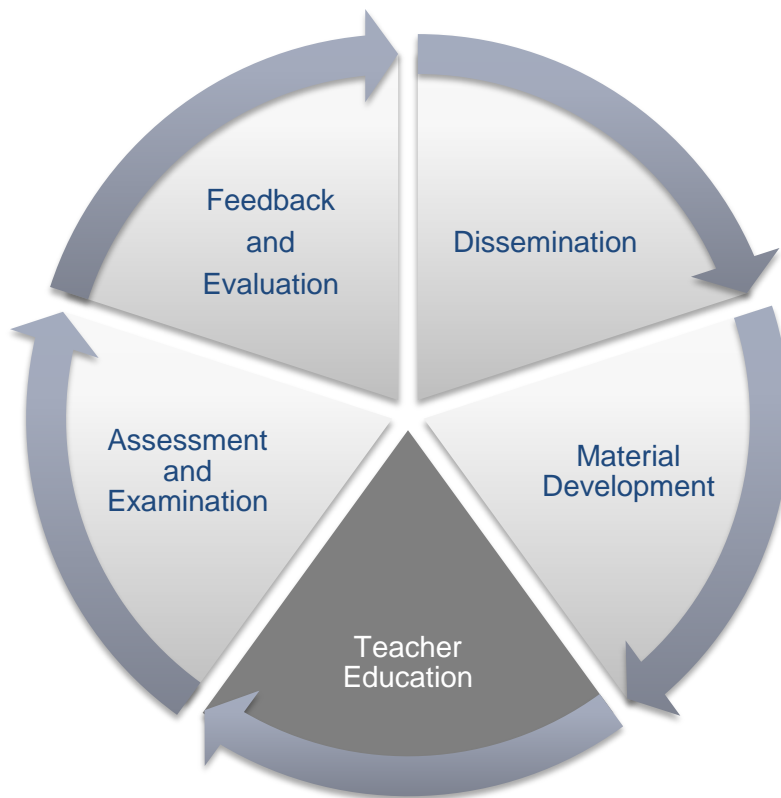 Feedback
and
Evaluation
Dissemination
Assessment
and
Examination
Material
Development
Teacher
Education